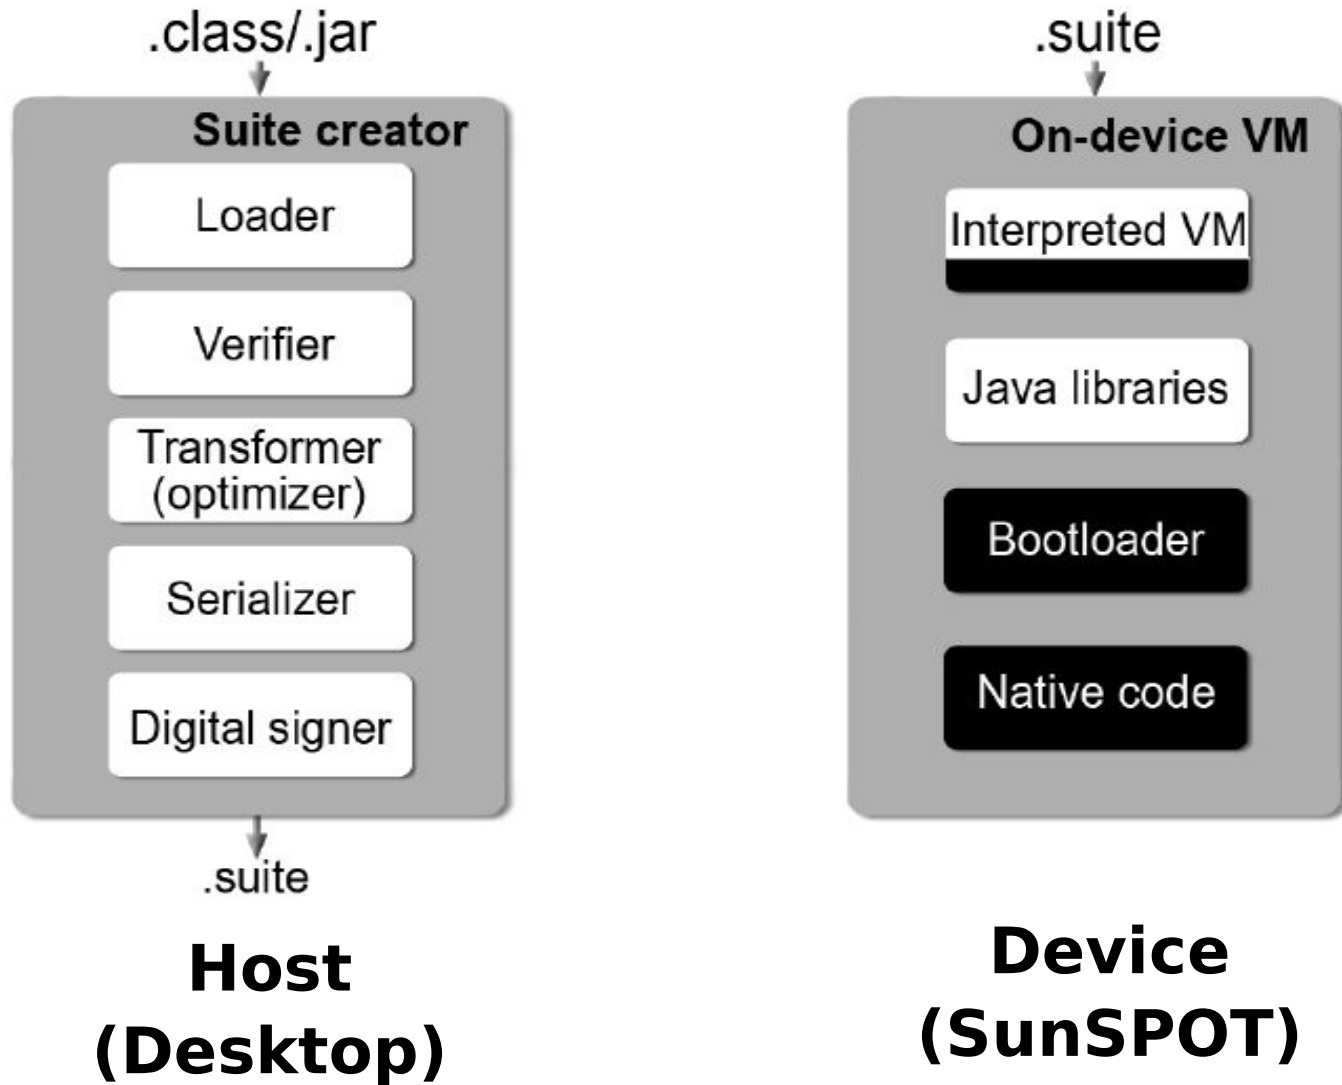 .class/.jar
Suite creator
Loader
Verifier
Transformer
(optimizer)
Serializer
Digital signer
.suite
Host
(Desktop)
.suite
On-device VM
Interpreted VM
Java libraries
Bootloader
Native code
Device
(SunSPOT)